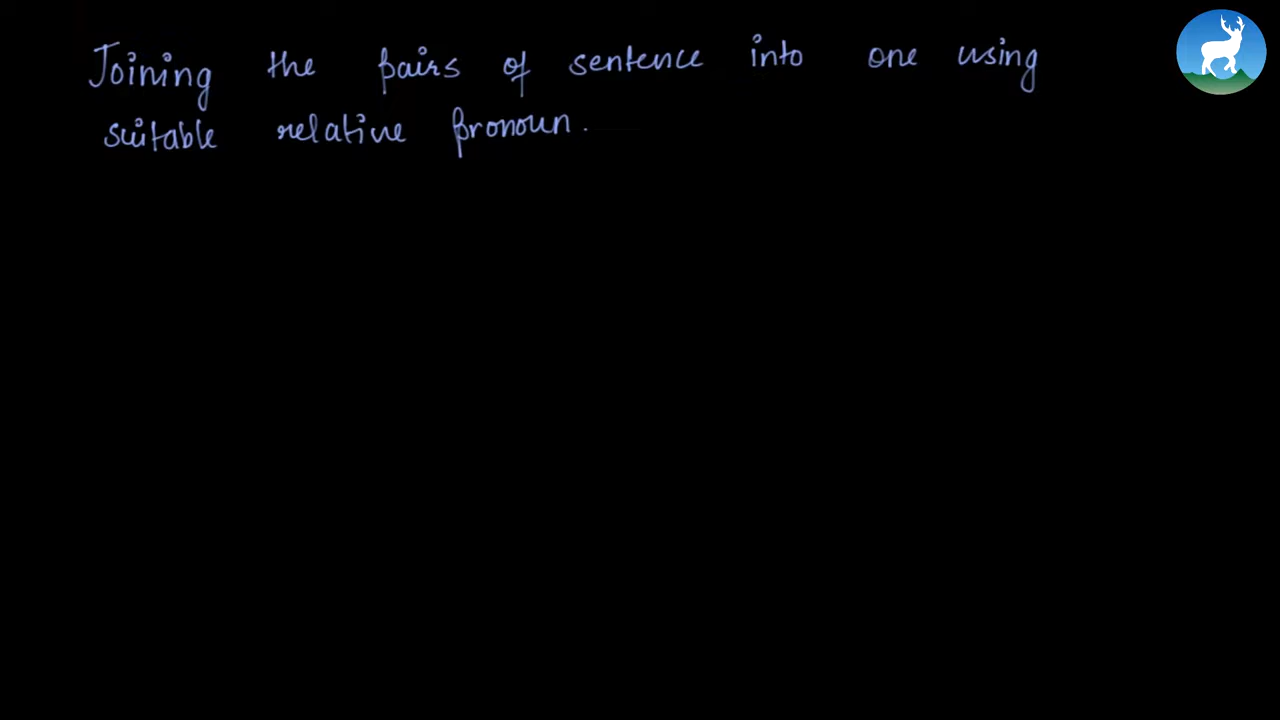 Joining the pairs of sentence into one using
suitable relative pronoun.